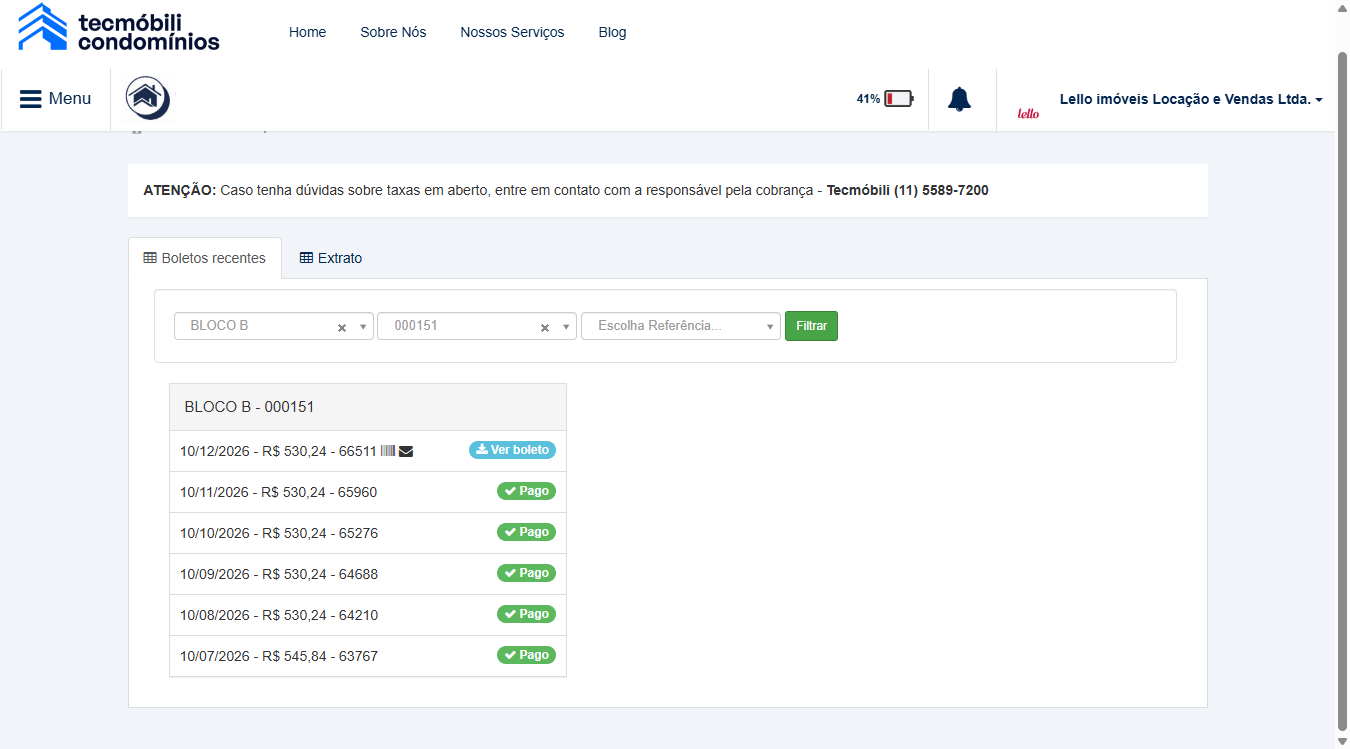 tecmóbili
condomínios
Home Sobre Nós Nossos Serviços Blog
Menu
41%
lello
Lello imóveis Locação e Vendas Ltda.
ATENÇÃO: Caso tenha dúvidas sobre taxas em aberto, entre em contato com a responsável pela cobrança - Tecmóbili (11) 5589-7200
Boletos recentes Extrato
BLOCO B × 000151 × Escolha Referência... Filtrar
BLOCO B - 000151
10/12/2026 - R$ 530,24 - 66511 Ver boleto
10/11/2026 - R$ 530,24 - 65960 Pago
10/10/2026 - R$ 530,24 - 65276 Pago
10/09/2026 - R$ 530,24 - 64688 Pago
10/08/2026 - R$ 530,24 - 64210 Pago
10/07/2026 - R$ 545,84 - 63767 Pago